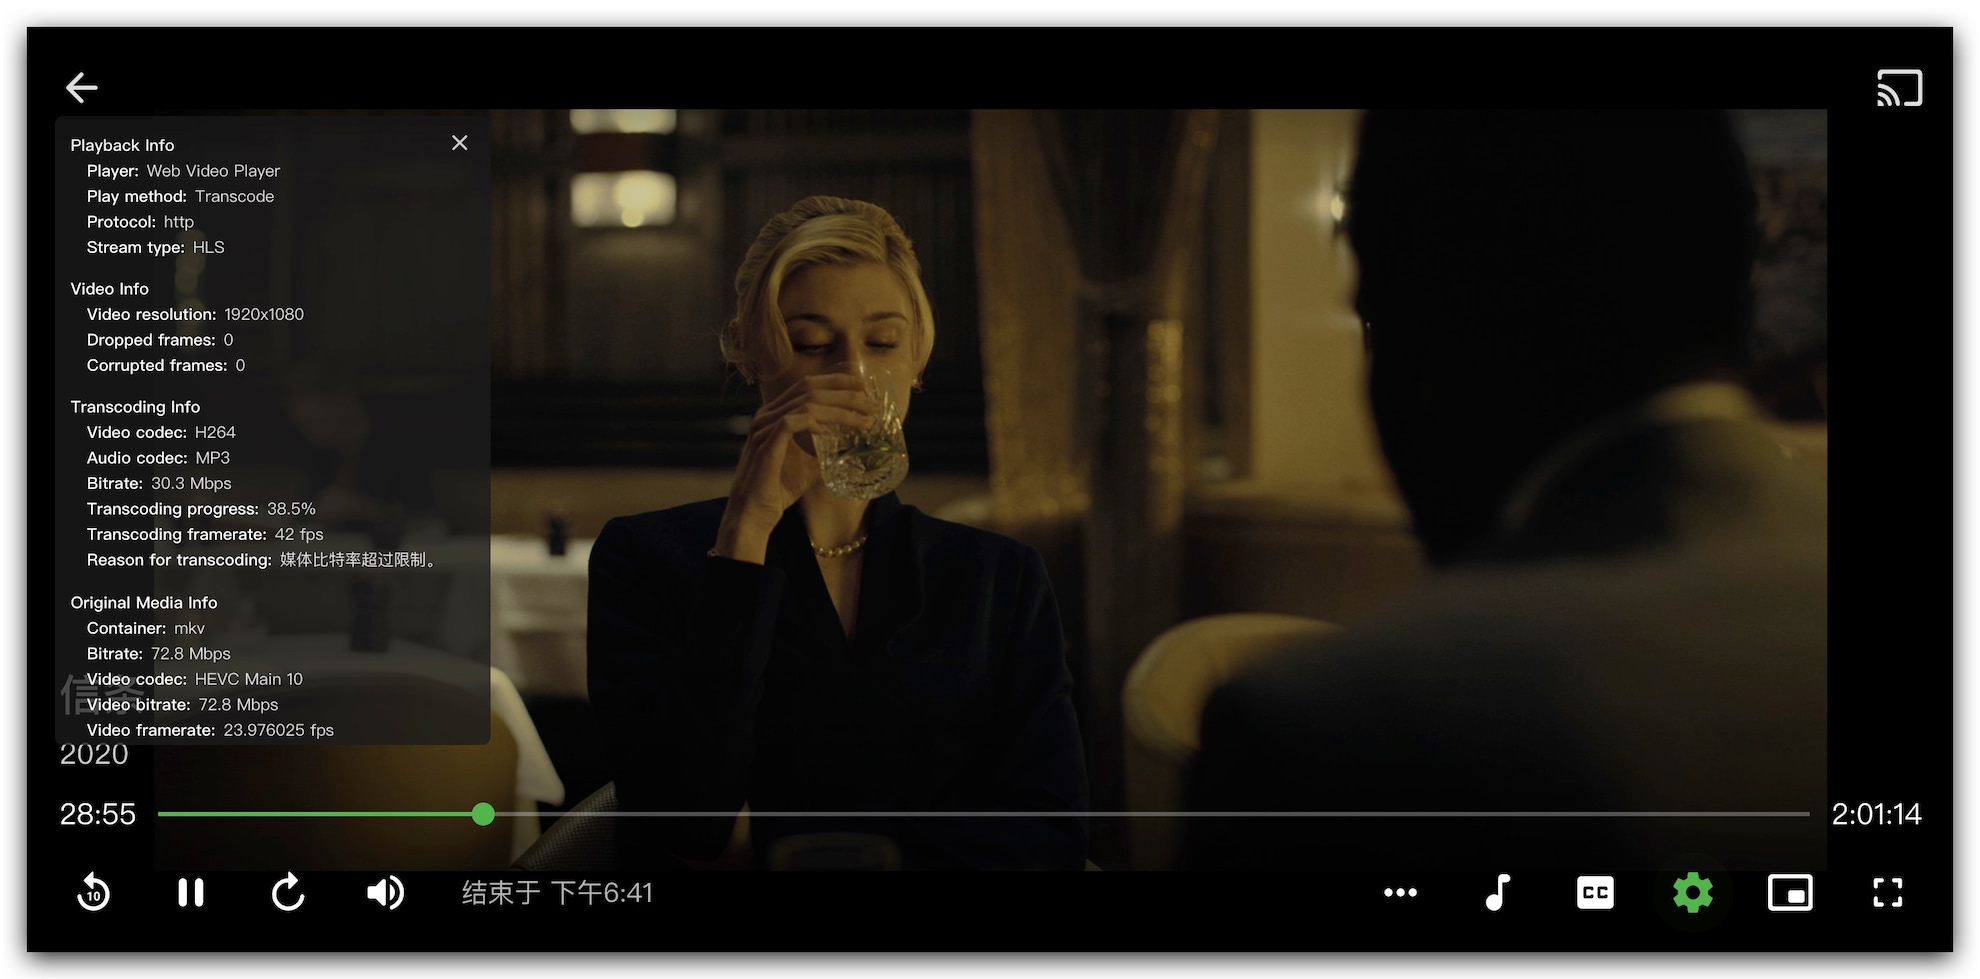 Playback Info
Player: Web Video Player
Play method: Transcode
Protocol: http
Stream type: HLS
Video Info
Video resolution: 1920x1080
Dropped frames: 0
Corrupted frames: 0
Transcoding Info
Video codec: H264
Audio codec: MP3
Bitrate: 30.3 Mbps
Transcoding progress: 38.5%
Transcoding framerate: 42 fps
Reason for transcoding: 媒体比特率超过限制。
Original Media Info
Container: mkv
Bitrate: 72.8 Mbps
Video codec: HEVC Main 10
Video bitrate: 72.8 Mbps
Video framerate: 23.976025 fps
信条
2020
28:55
2:01:14
10
结束于 下午6:41
CC